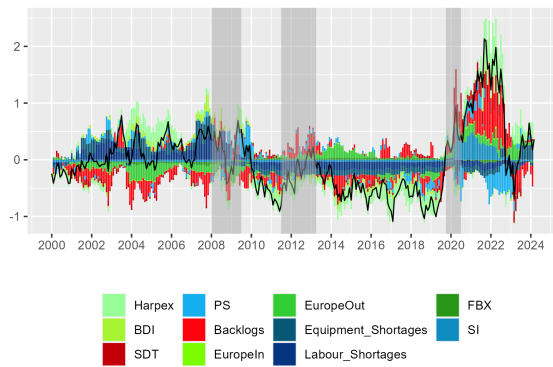 2
1
0
-1
2000 2002 2004 2006 2008 2010 2012 2014 2016 2018 2020 2022 2024
Harpex PS EuropeOut FBX
BDI Backlogs Equipment_Shortages SI
SDT EuropeIn Labour_Shortages